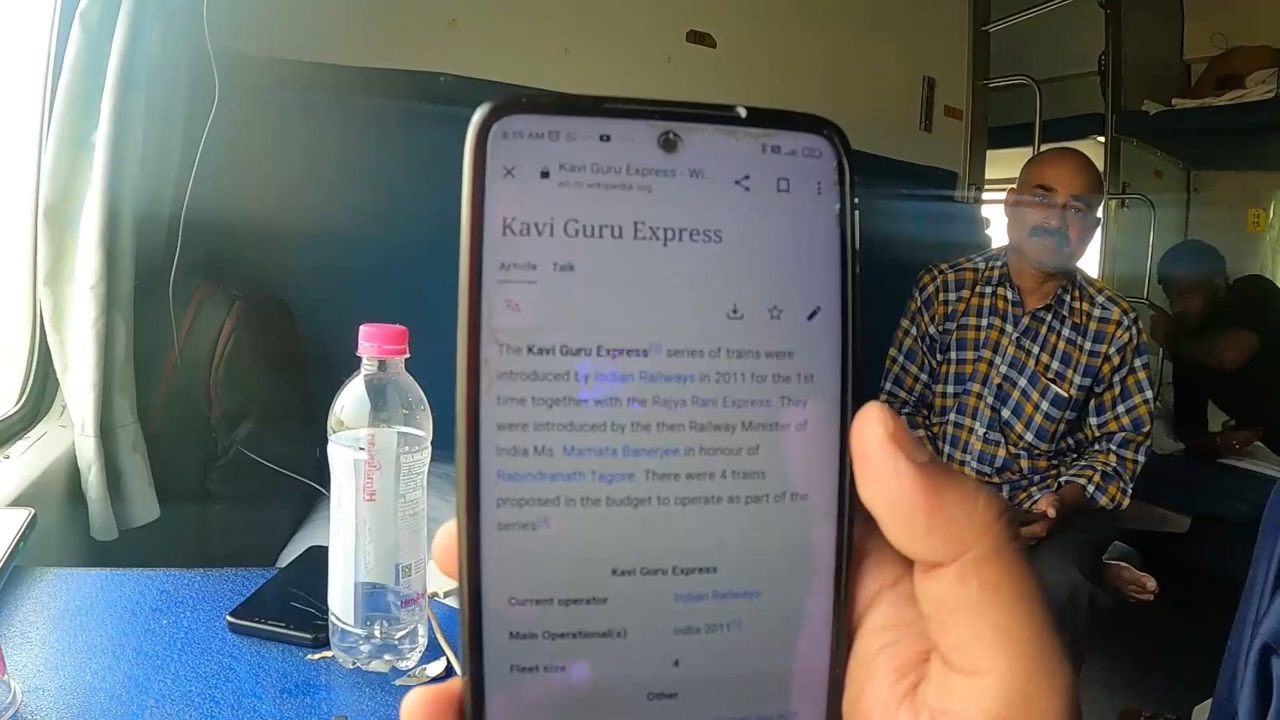 8:15 AM
Kavi Guru Express - Wi...
en.m.wikipedia.org
Kavi Guru Express
Article Talk
The Kavi Guru Express series of trains were
introduced by Indian Railways in 2011 for the 1st
time together with the Rajya Rani Express. They
were introduced by the then Railway Minister of
India Ms. Mamata Banerjee in honour of
Rabindranath Tagore. There were 4 trains
proposed in the budget to operate as part of the
series
Kavi Guru Express
Current operator Indian Railways
Main Operational(s) India 2011
Fleet size 4
Other
Himalayan